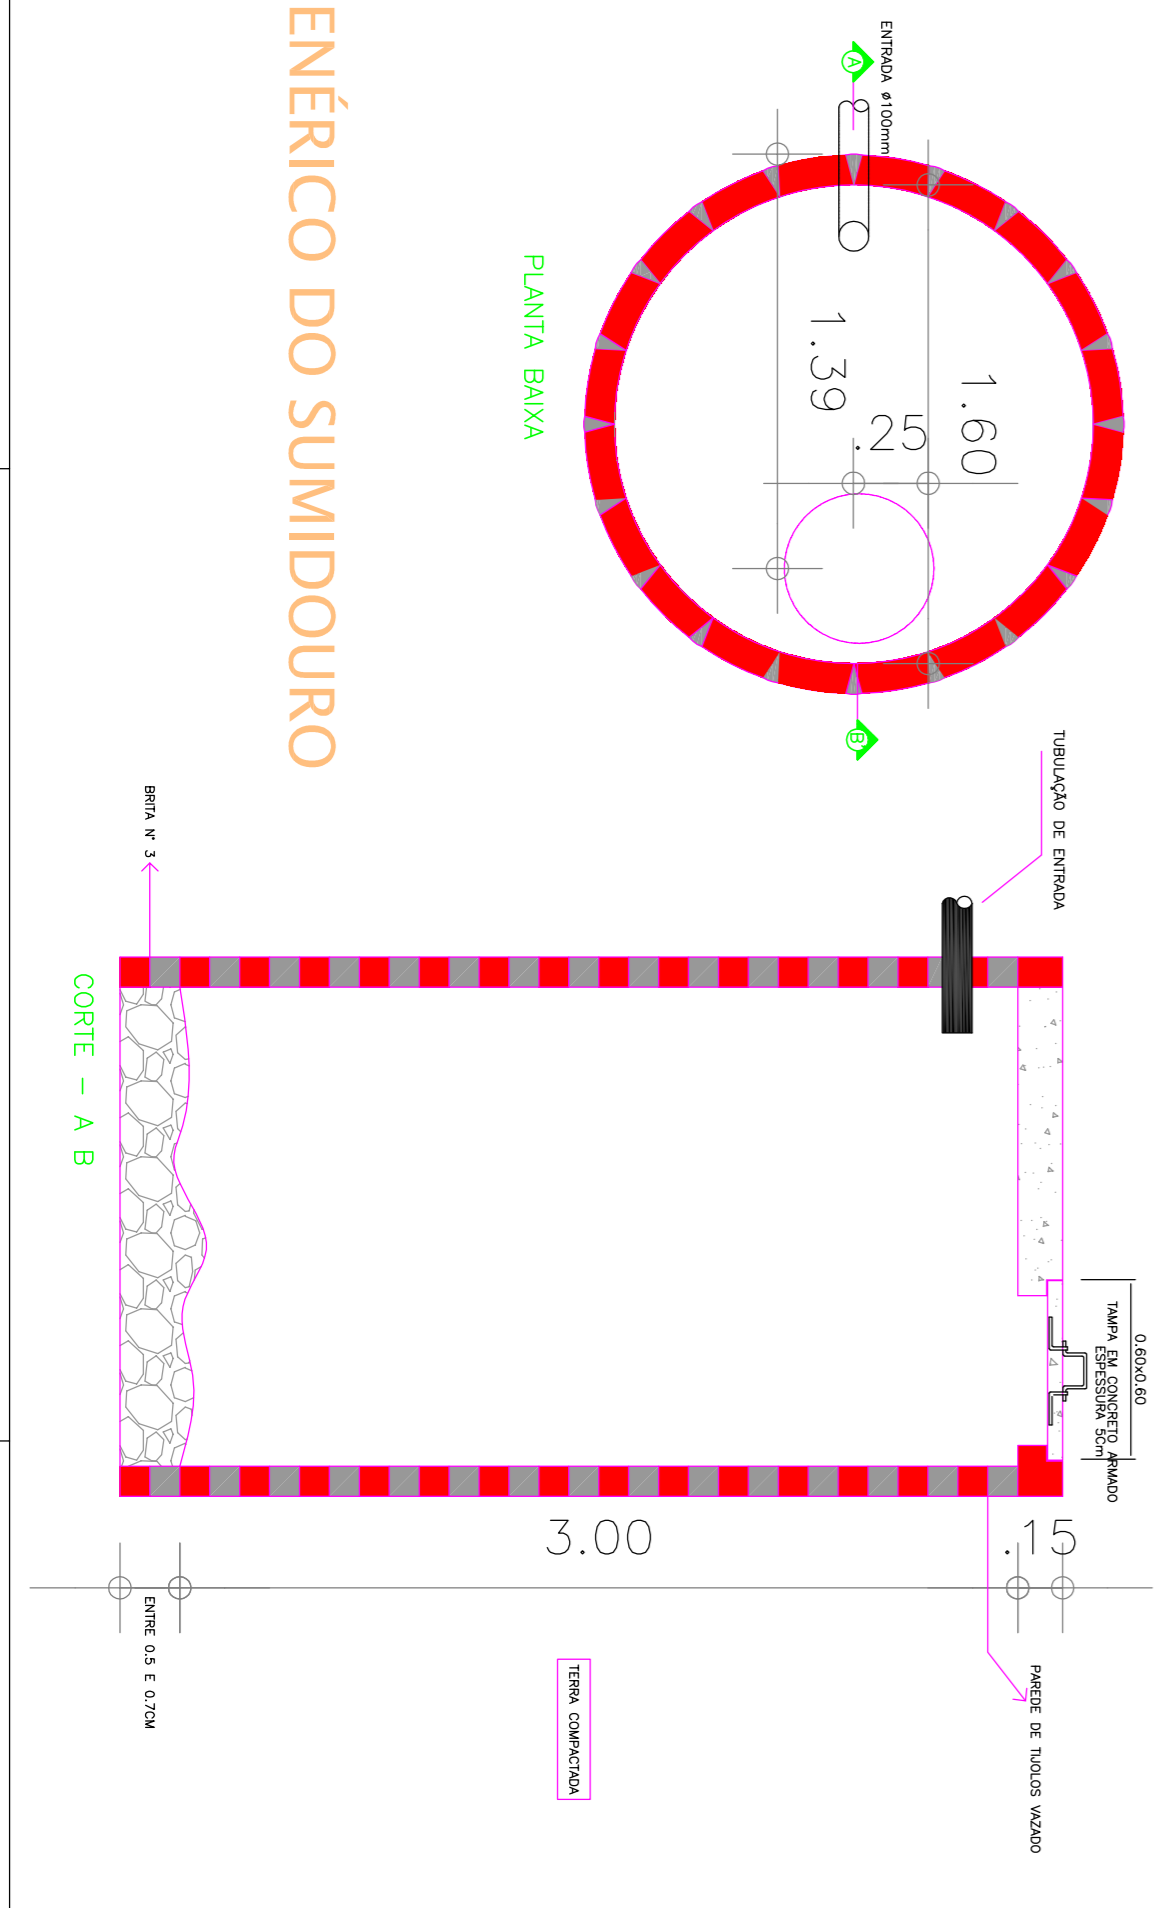 ENTRADA ø100mm
A
1.60
.25
1.39
B
PLANTA BAIXA
ENÉRICO DO SUMIDOURO
TUBULAÇÃO DE ENTRADA
0.60x0.60
TAMPA EM CONCRETO ARMADO
ESPESSURA 5Cm
.15
PAREDE DE TIJOLOS VAZADO
3.00
TERRA COMPACTADA
BRITA N° 3
ENTRE 0.5 E 0.7CM
CORTE - A B